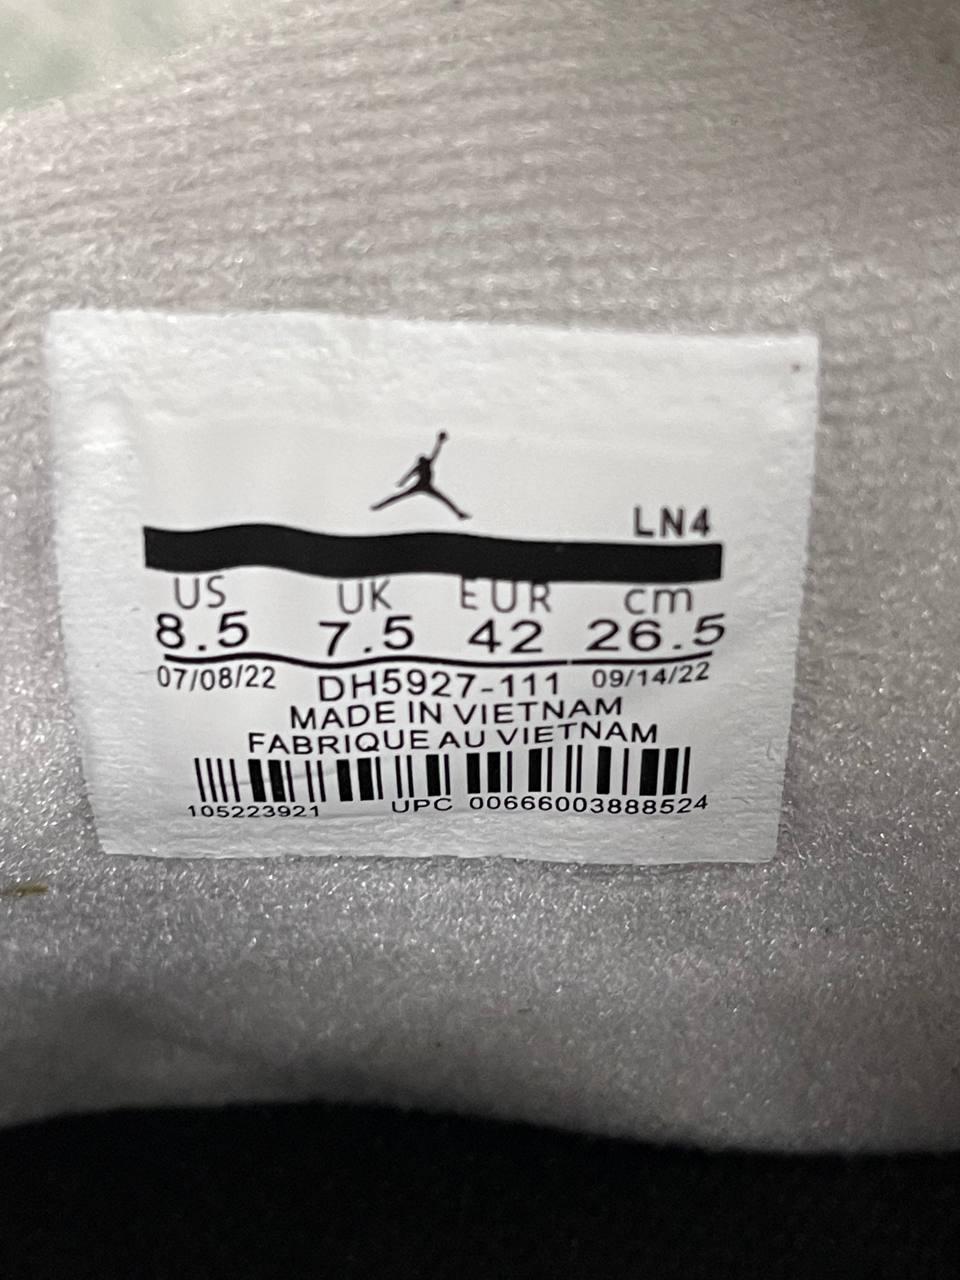 LN4
US UK EUR cm
8.5 7.5 42 26.5
07/08/22 DH5927-111 09/14/22
MADE IN VIETNAM
FABRIQUE AU VIETNAM
105223921 UPC 00666003888524